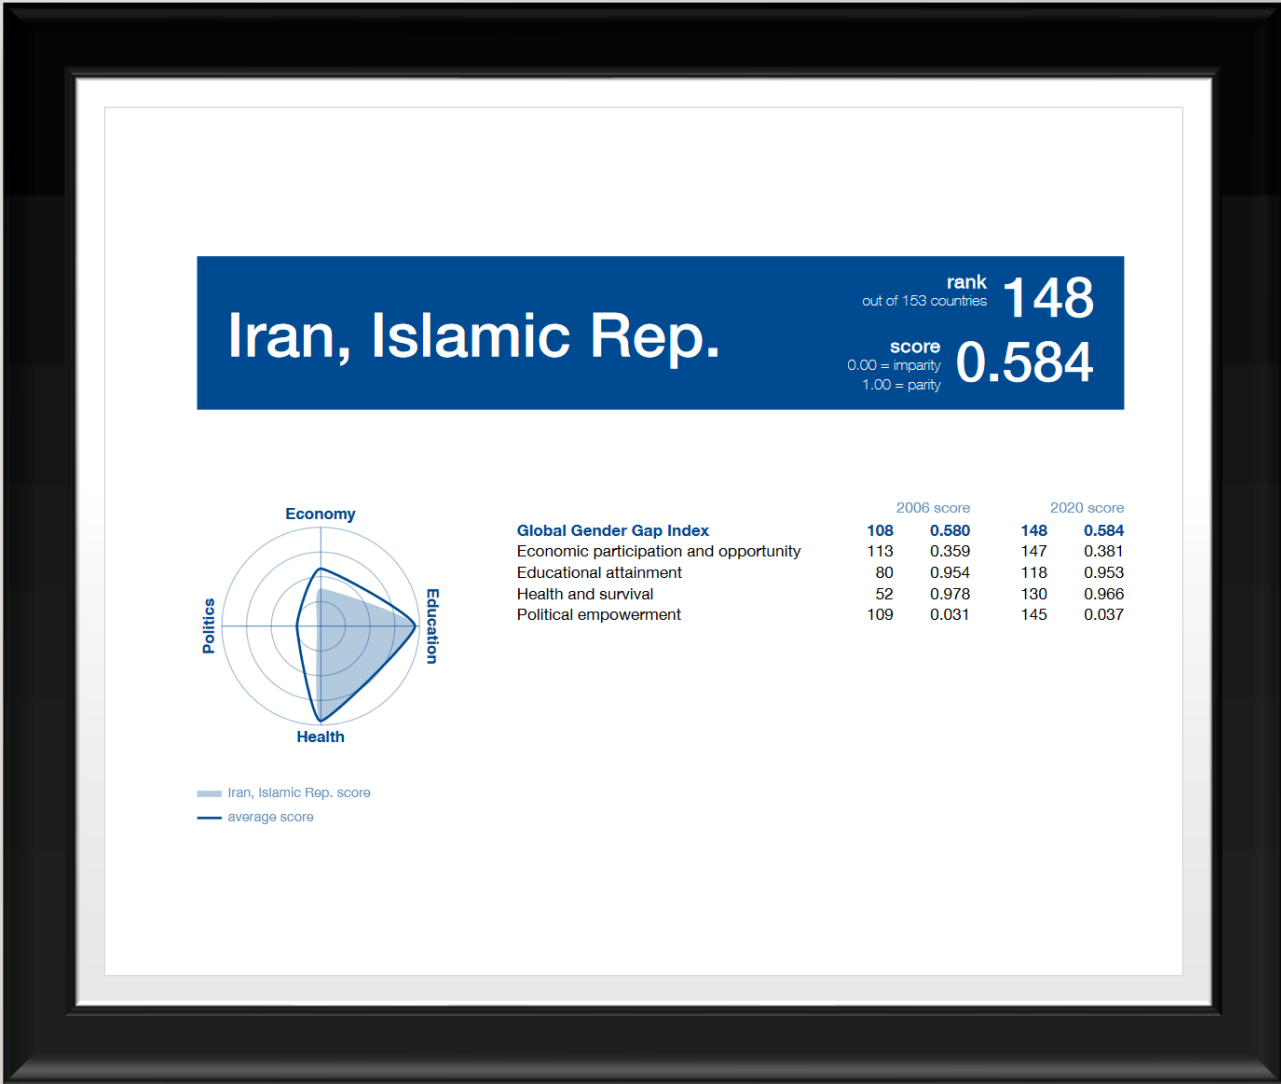 Iran, Islamic Rep.
rank
out of 153 countries
148
score
0.00 = imparity
1.00 = parity
0.584
Economy
Education
Politics
Health
Iran, Islamic Rep. score
average score
2006 score 2020 score
Global Gender Gap Index 108 0.580 148 0.584
Economic participation and opportunity 113 0.359 147 0.381
Educational attainment 80 0.954 118 0.953
Health and survival 52 0.978 130 0.966
Political empowerment 109 0.031 145 0.037